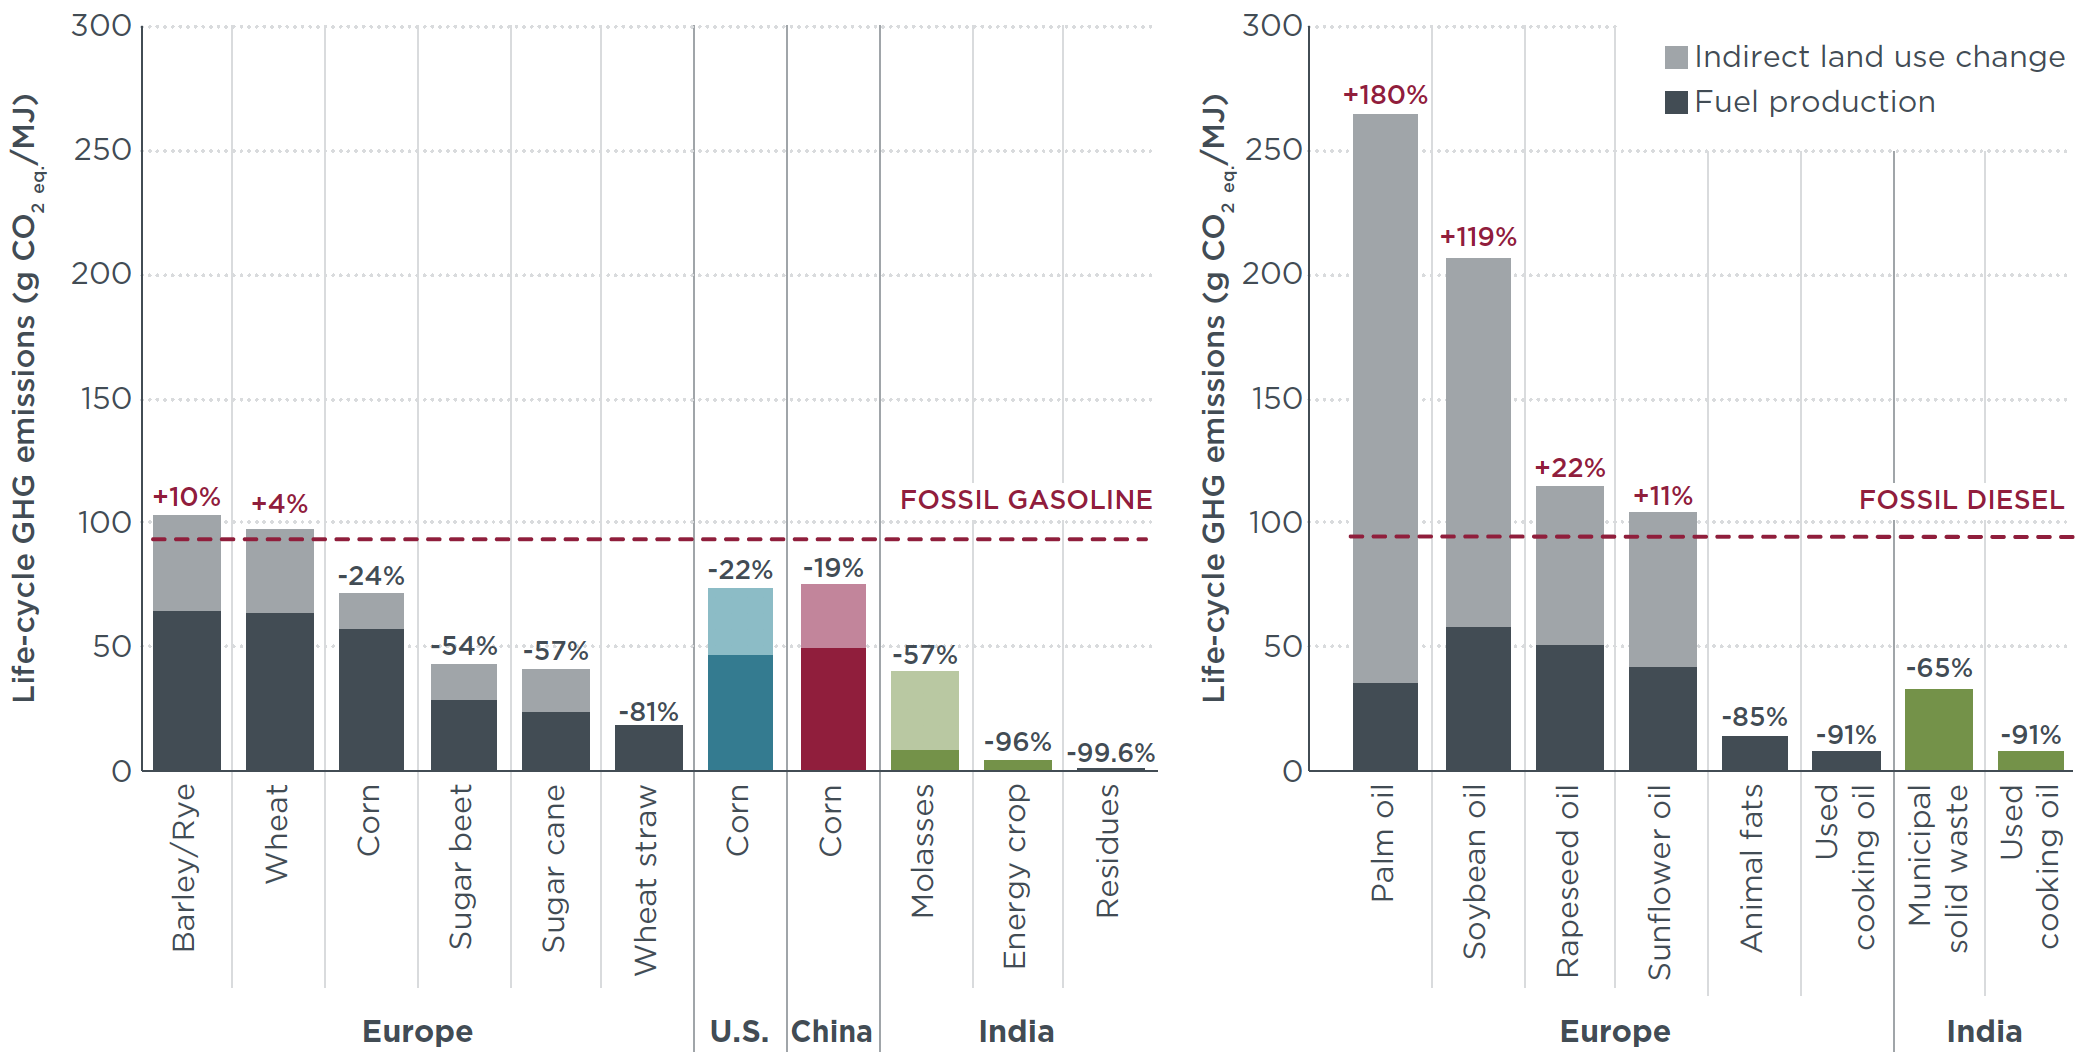 Life-cycle GHG emissions (g CO2 eq./MJ)
300
250
200
150
100
50
0
+10%
+4%
-24%
-54%
-57%
-81%
-22%
-19%
-57%
-96%
-99.6%
FOSSIL GASOLINE
Barley/Rye
Wheat
Corn
Sugar beet
Sugar cane
Wheat straw
Corn
Corn
Molasses
Energy crop
Residues
Europe
U.S.
China
India
Life-cycle GHG emissions (g CO2 eq./MJ)
300
250
200
150
100
50
0
Indirect land use change
Fuel production
+180%
+119%
+22%
+11%
-85%
-91%
-65%
-91%
FOSSIL DIESEL
Palm oil
Soybean oil
Rapeseed oil
Sunflower oil
Animal fats
Used
cooking oil
Municipal
solid waste
Used
cooking oil
Europe
India